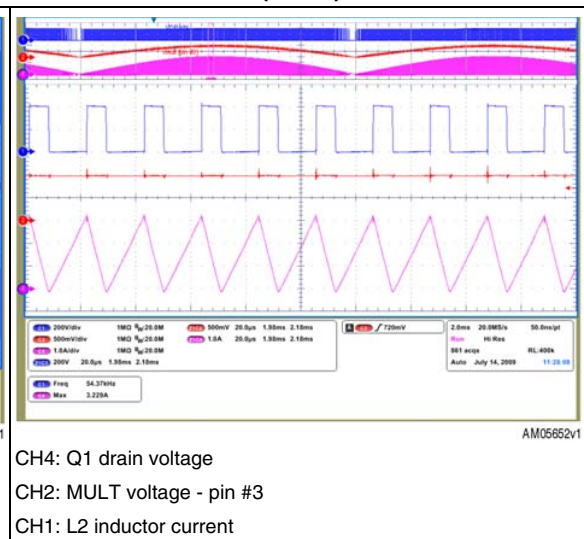 200V/div 1MΩ BW:20.0M 500mV 20.0µs 1.98ms 2.18ms 720mV 2.0ms 20.0MS/s 50.0ns/pt
500mV/div 1MΩ BW:20.0M 1.0A 20.0µs 1.98ms 2.18ms Run Hi Res
1.0A/div 1MΩ BW:20.0M 861 acqs RL:400k
200V 20.0µs 1.98ms 2.18ms Auto July 14, 2009
Freq 54.37kHz
Max 3.229A
AM05652v1
CH4: Q1 drain voltage
CH2: MULT voltage - pin #3
CH1: L2 inductor current